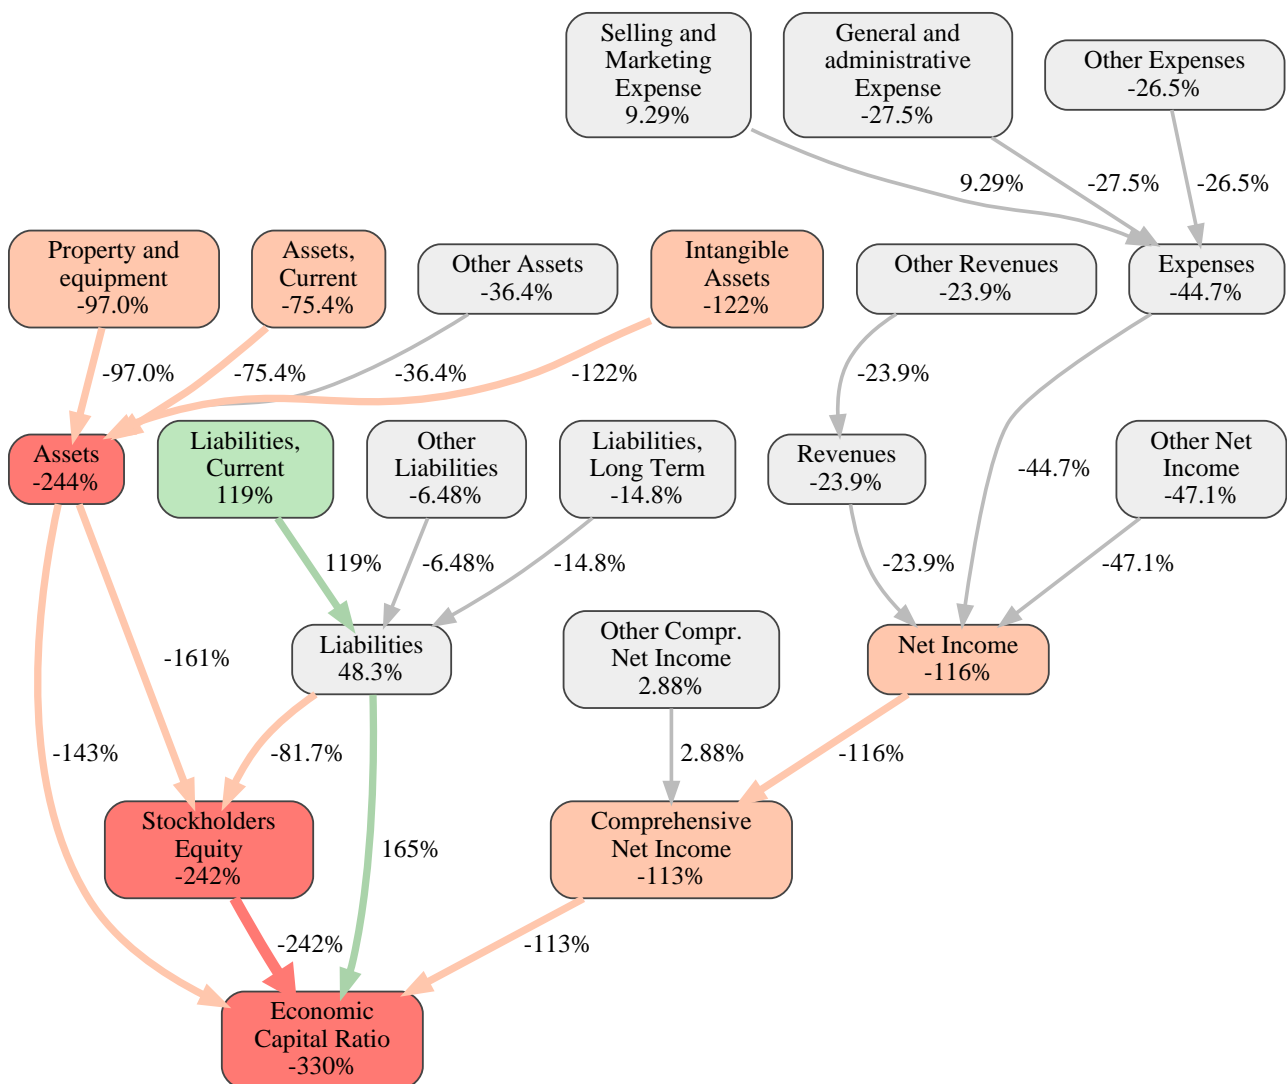 Selling and
Marketing
Expense
9.29%
General and
administrative
Expense
-27.5%
Other Expenses
-26.5%
9.29%
-27.5%
-26.5%
Property and
equipment
-97.0%
Assets,
Current
-75.4%
Other Assets
-36.4%
Intangible
Assets
-122%
Other Revenues
-23.9%
Expenses
-44.7%
-97.0%
-75.4%
-36.4%
-122%
-23.9%
Assets
-244%
Liabilities,
Current
119%
Other
Liabilities
-6.48%
Liabilities,
Long Term
-14.8%
Revenues
-23.9%
-44.7%
Other Net
Income
-47.1%
119%
-6.48%
-14.8%
-23.9%
-47.1%
-161%
Liabilities
48.3%
Other Compr.
Net Income
2.88%
Net Income
-116%
-143%
-81.7%
2.88%
-116%
Stockholders
Equity
-242%
165%
Comprehensive
Net Income
-113%
-242%
-113%
Economic
Capital Ratio
-330%